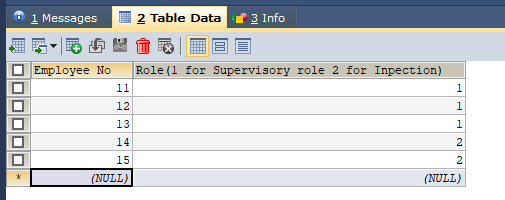 1 Messages 2 Table Data 3 Info
Employee No Role(1 for Supervisory role 2 for Inpection)
11 1
12 1
13 1
14 2
15 2
* (NULL) (NULL)